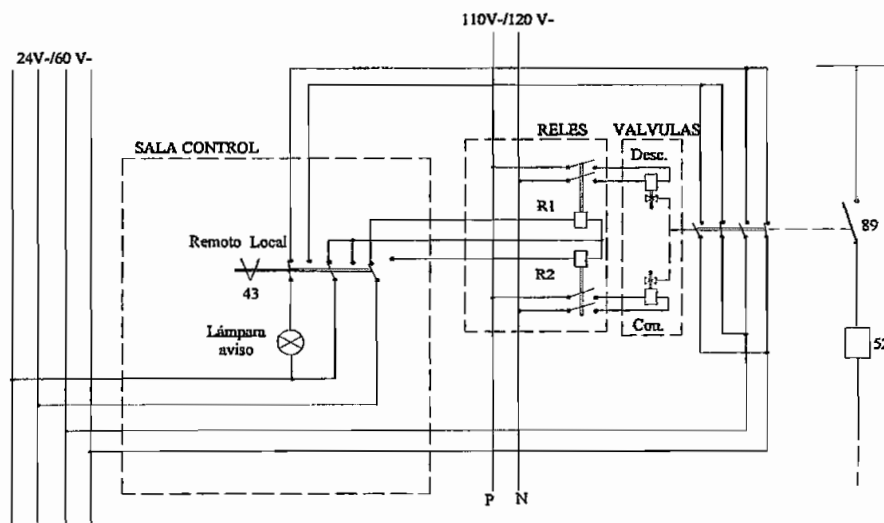 110V-/120 V-
24V-/60 V-
SALA CONTROL
RELES
VALVULAS
Desc.
R1
Remoto Local
89
43
R2
Lámpara
aviso
Con.
52
P N